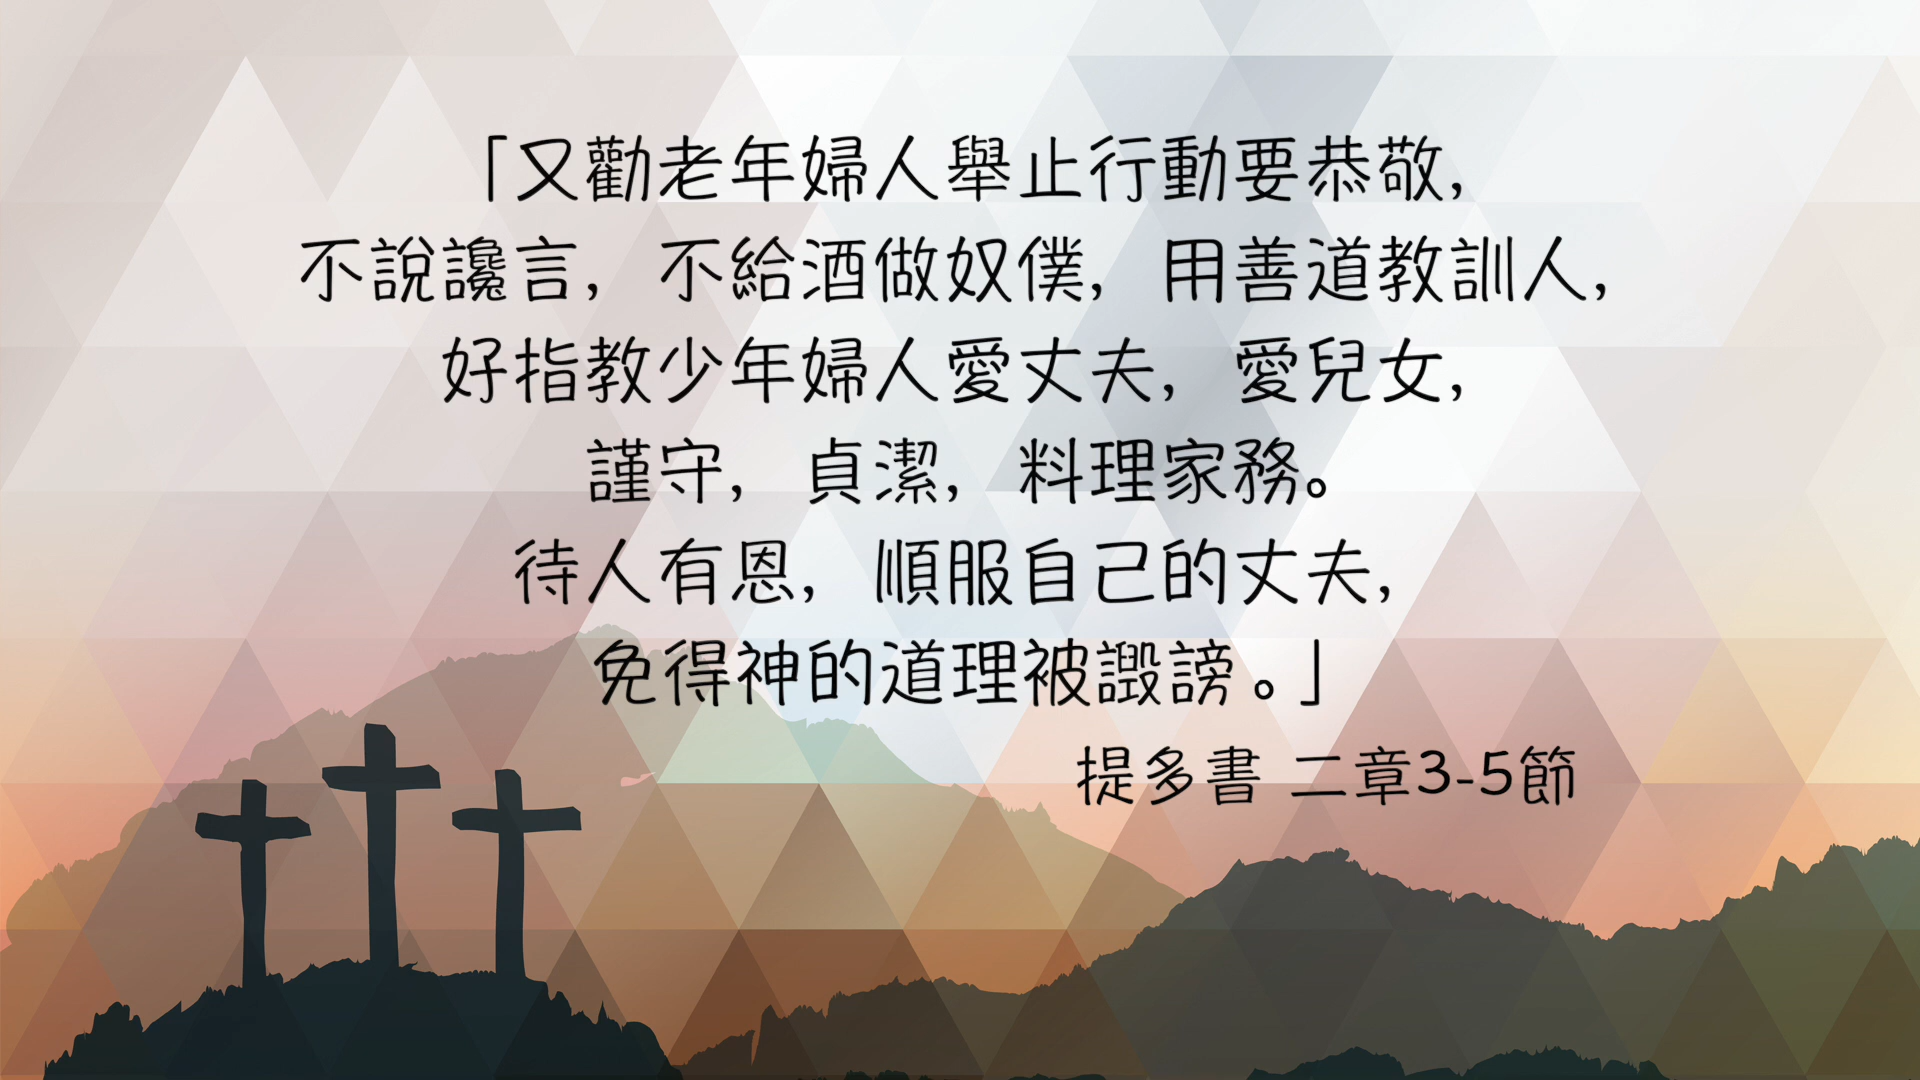 「又勸老年婦人舉止行動要恭敬,
不說讒言, 不給酒做奴僕, 用善道教訓人,
好指教少年婦人愛丈夫, 愛兒女,
謹守, 貞潔, 料理家務。
待人有恩, 順服自己的丈夫,
免得神的道理被譭謗。」
提多書 二章3-5節